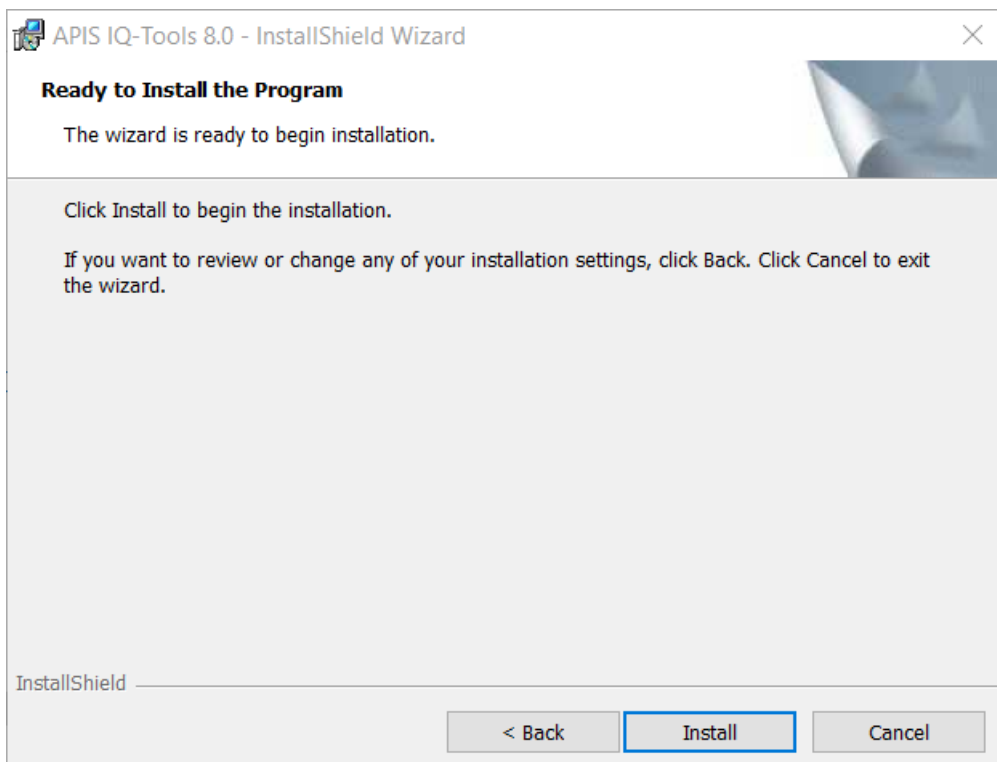 APIS IQ-Tools 8.0 - InstallShield Wizard
Ready to Install the Program
The wizard is ready to begin installation.
Click Install to begin the installation.
If you want to review or change any of your installation settings, click Back. Click Cancel to exit
the wizard.
InstallShield
< Back
Install
Cancel